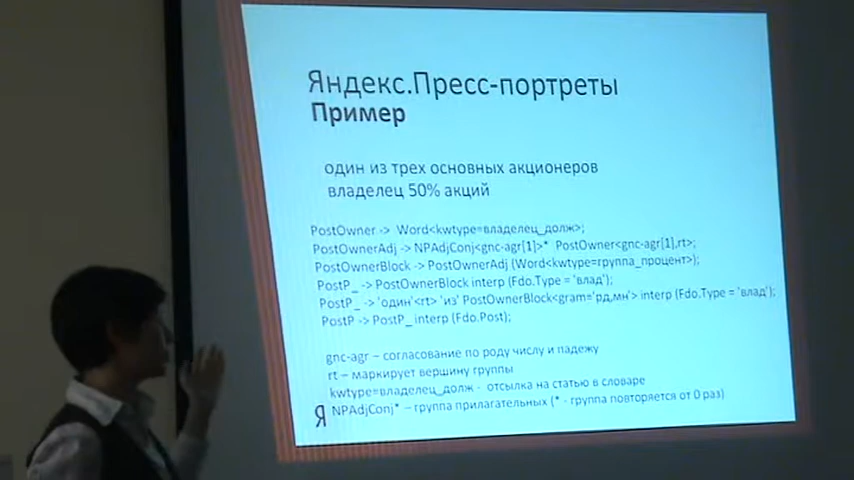 Яндекс.Пресс-портреты
Пример
один из трех основных акционеров
владелец 50% акций
PostOwner -> Word<kwtype=владелец_долж>;
PostOwnerAdj -> NPAdjConj<gnc-agr[1]>* PostOwner<gnc-agr[1],rt>;
PostOwnerBlock -> PostOwnerAdj (Word<kwtype=группа_процент>);
PostP_ -> PostOwnerBlock interp (Fdo.Type = 'влад');
PostP_ -> 'один'<rt> 'из' PostOwnerBlock<gram='рд,мн'> interp (Fdo.Type = 'влад');
PostP -> PostP_ interp (Fdo.Post);
gnc-agr – согласование по роду числу и падежу
rt – маркирует вершину группы
kwtype=владелец_долж - отсылка на статью в словаре
NPAdjConj* – группа прилагательных (* - группа повторяется от 0 раз)
Я